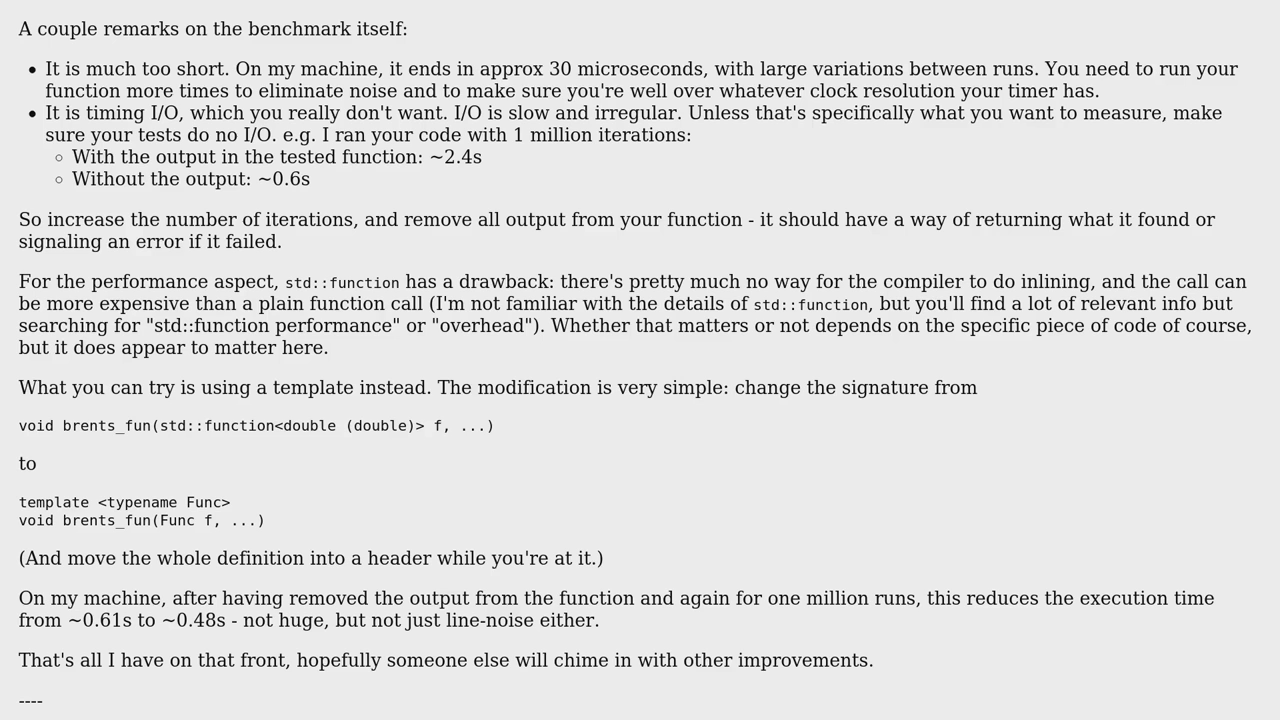 A couple remarks on the benchmark itself:
• It is much too short. On my machine, it ends in approx 30 microseconds, with large variations between runs. You need to run your
function more times to eliminate noise and to make sure you're well over whatever clock resolution your timer has.
• It is timing I/O, which you really don't want. I/O is slow and irregular. Unless that's specifically what you want to measure, make
sure your tests do no I/O. e.g. I ran your code with 1 million iterations:
◦ With the output in the tested function: ~2.4s
◦ Without the output: ~0.6s
So increase the number of iterations, and remove all output from your function - it should have a way of returning what it found or
signaling an error if it failed.
For the performance aspect, std::function has a drawback: there's pretty much no way for the compiler to do inlining, and the call can
be more expensive than a plain function call (I'm not familiar with the details of std::function, but you'll find a lot of relevant info but
searching for "std::function performance" or "overhead"). Whether that matters or not depends on the specific piece of code of course,
but it does appear to matter here.
What you can try is using a template instead. The modification is very simple: change the signature from
void brents_fun(std::function<double (double)> f, ...)
to
template <typename Func>
void brents_fun(Func f, ...)
(And move the whole definition into a header while you're at it.)
On my machine, after having removed the output from the function and again for one million runs, this reduces the execution time
from ~0.61s to ~0.48s - not huge, but not just line-noise either.
That's all I have on that front, hopefully someone else will chime in with other improvements.
----